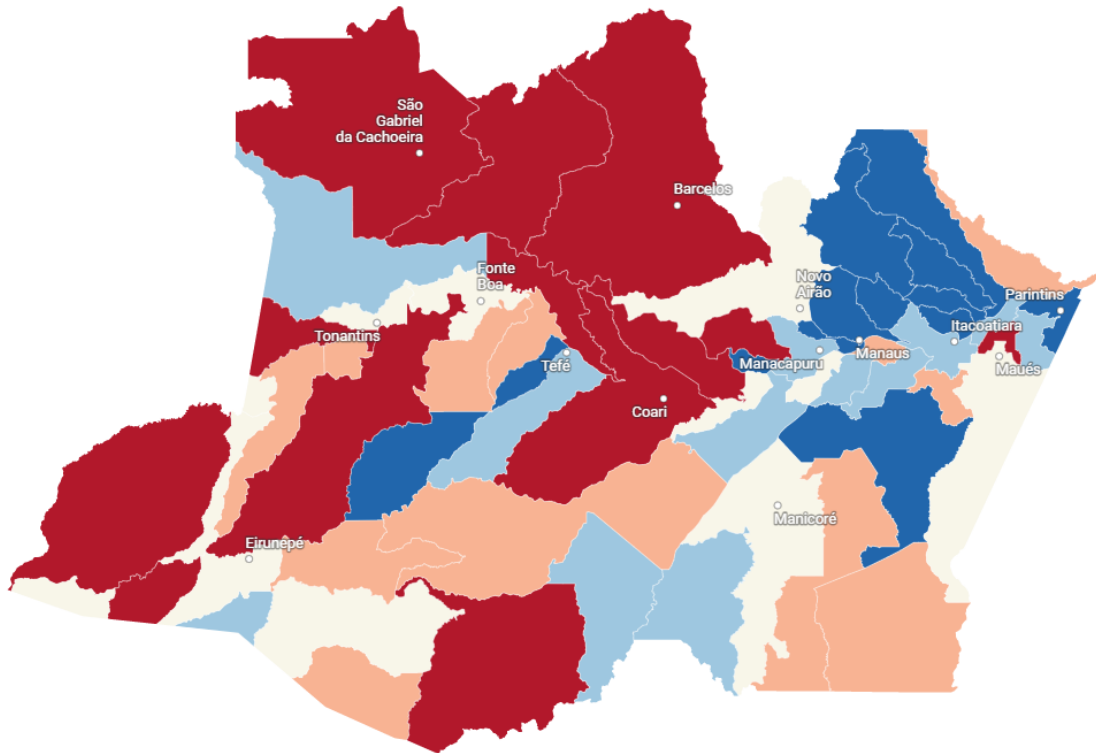 São
Gabriel
da Cachoeira
Barcelos
Fonte
Boa
Novo
Airão
Parintins
Tonantins
Itacoatiara
Tefé
Manacapuru
Manaus
Maués
Coari
Manicoré
Eirunepé